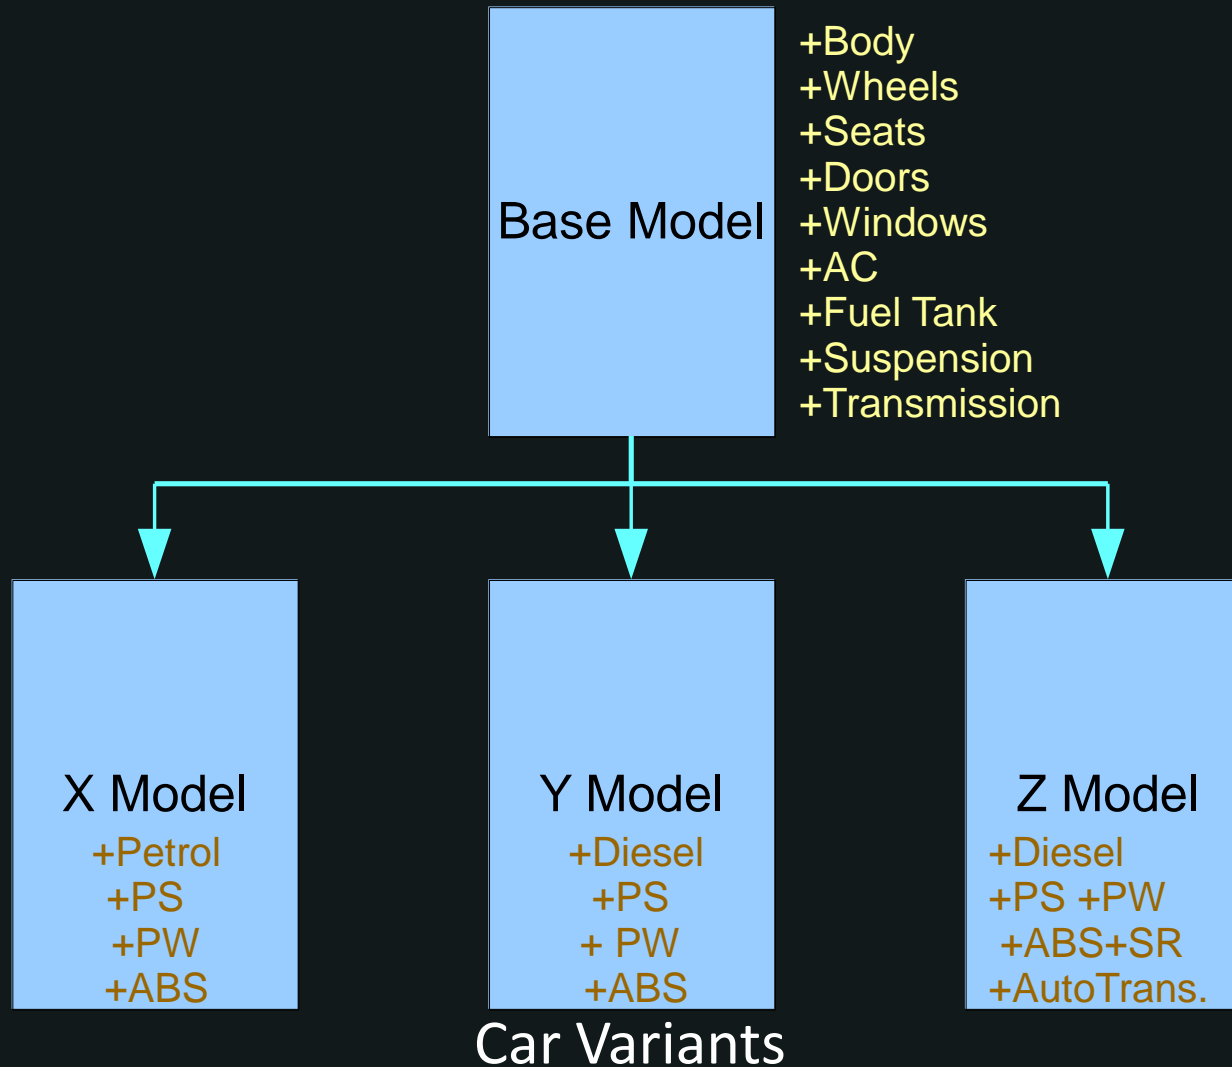 Base Model
+Body
+Wheels
+Seats
+Doors
+Windows
+AC
+Fuel Tank
+Suspension
+Transmission
X Model
+Petrol
+PS
+PW
+ABS
Y Model
+Diesel
+PS
+ PW
+ABS
Z Model
+Diesel
+PS +PW
+ABS+SR
+AutoTrans.
Car Variants